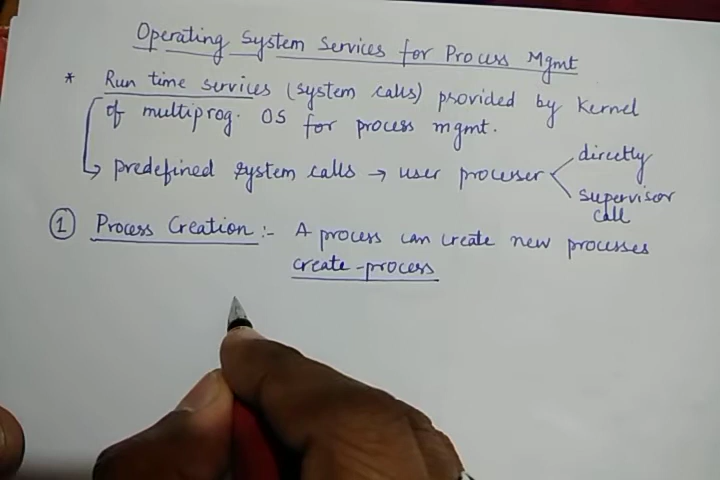 Operating System Services for Process Mgmt
* Run time services (system calls) provided by Kernel
of multiprog. OS for process mgmt.
↳ predefined system calls → user processer < directly
supervisor
call
① Process Creation :- A process can create new processes
create-process